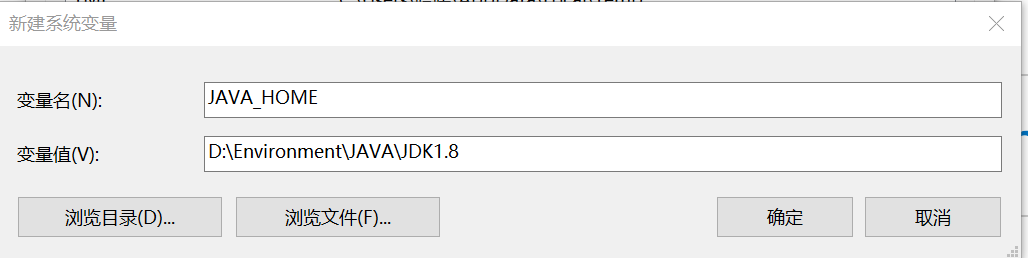 新建系统变量
变量名(N):
JAVA_HOME
变量值(V):
D:\Environment\JAVA\JDK1.8
浏览目录(D)...
浏览文件(F)...
确定
取消